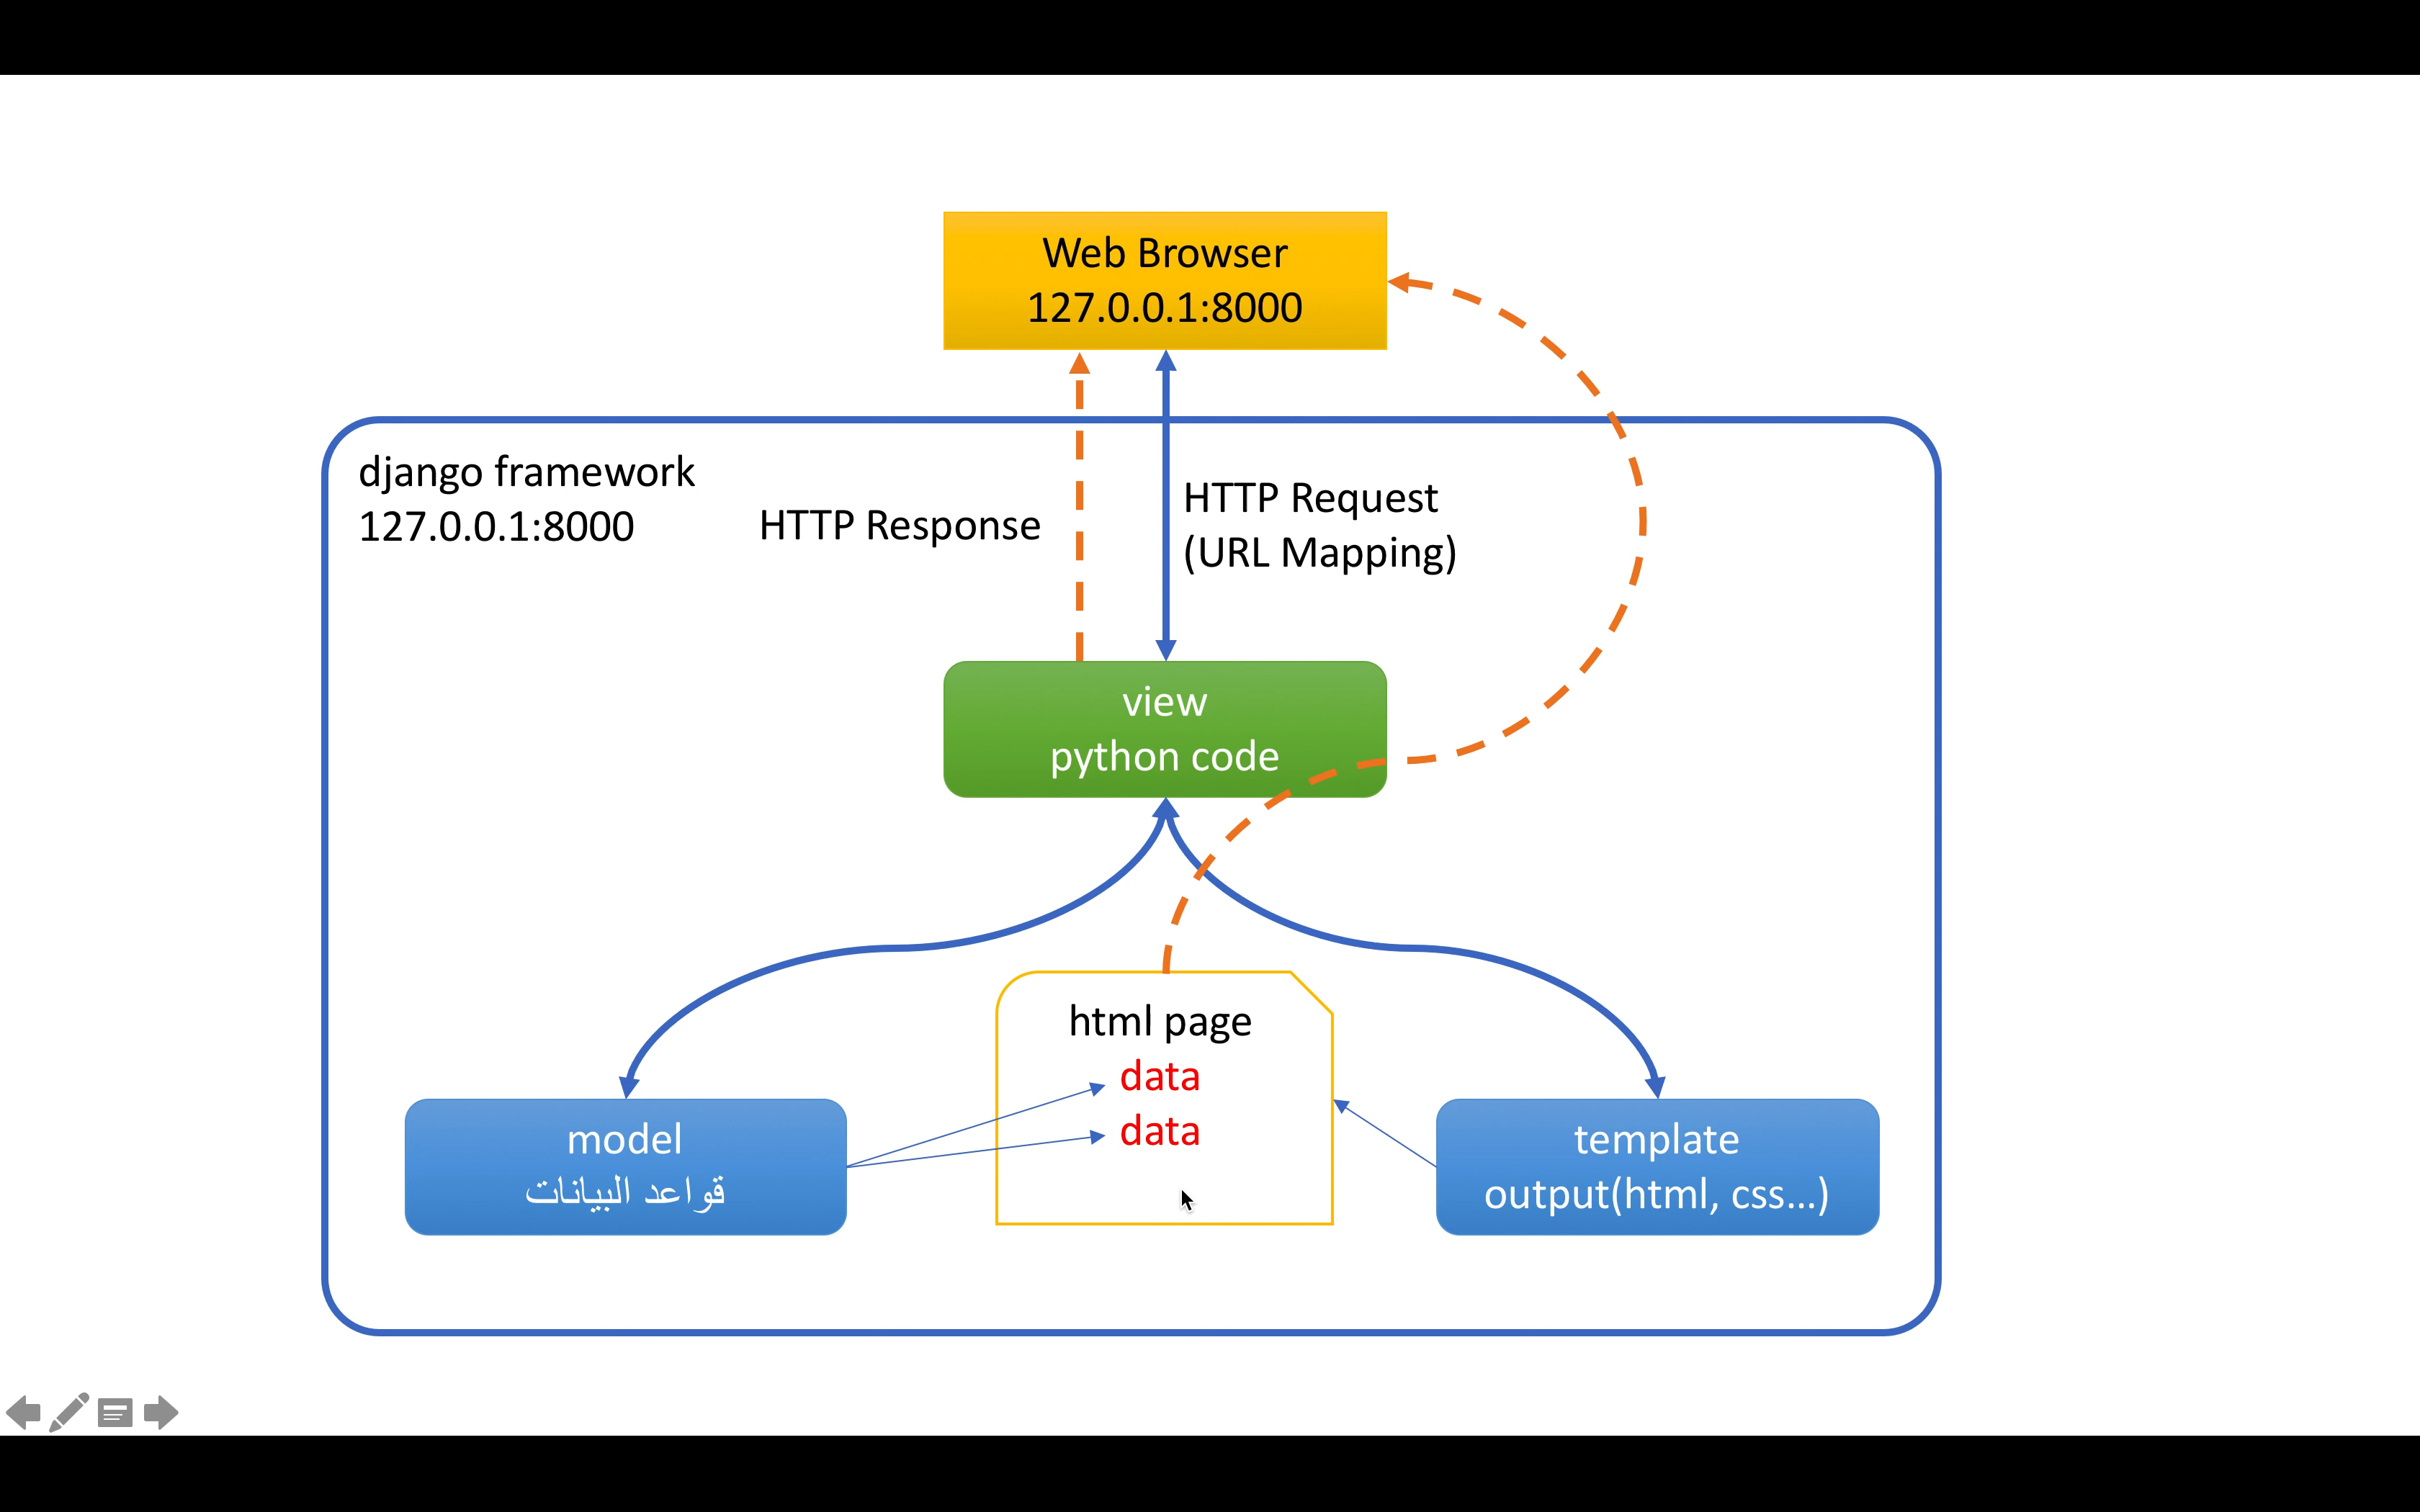 Web Browser
127.0.0.1:8000
django framework
127.0.0.1:8000
HTTP Response
HTTP Request
(URL Mapping)
view
python code
html page
data
data
model
قواعد البيانات
template
output(html, css...)